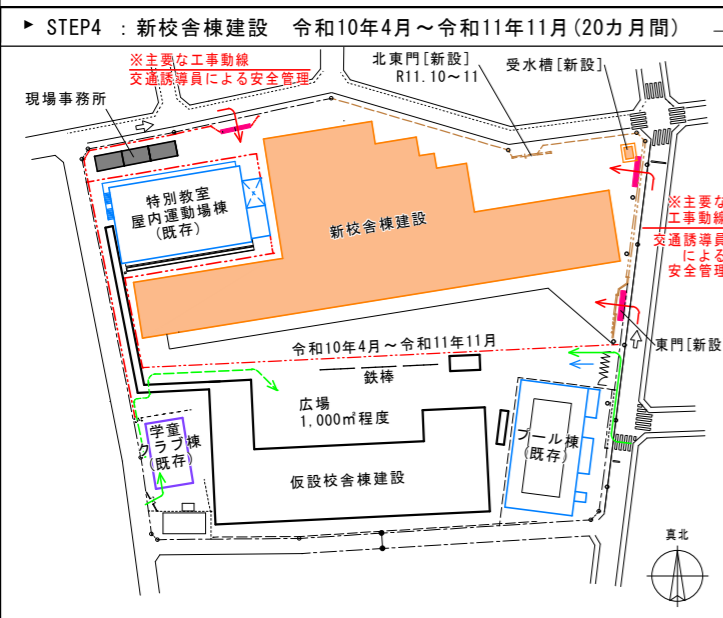 ▶ STEP4 ：新校舎棟建設 令和10年4月～令和11年11月(20カ月間)
※主要な工事動線
交通誘導員による安全管理
北東門[新設]
R11.10～11
受水槽[新設]
現場事務所
特別教室
屋内運動場棟
(既存)
新校舎棟建設
※主要な
工事動線
交通誘導員
による
安全管理
東門[新設
令和10年4月～令和11年11月
鉄棒
広場
1,000㎡程度
学童
クラブ棟
(既存)
プール棟
(既存)
仮設校舎棟建設
真北